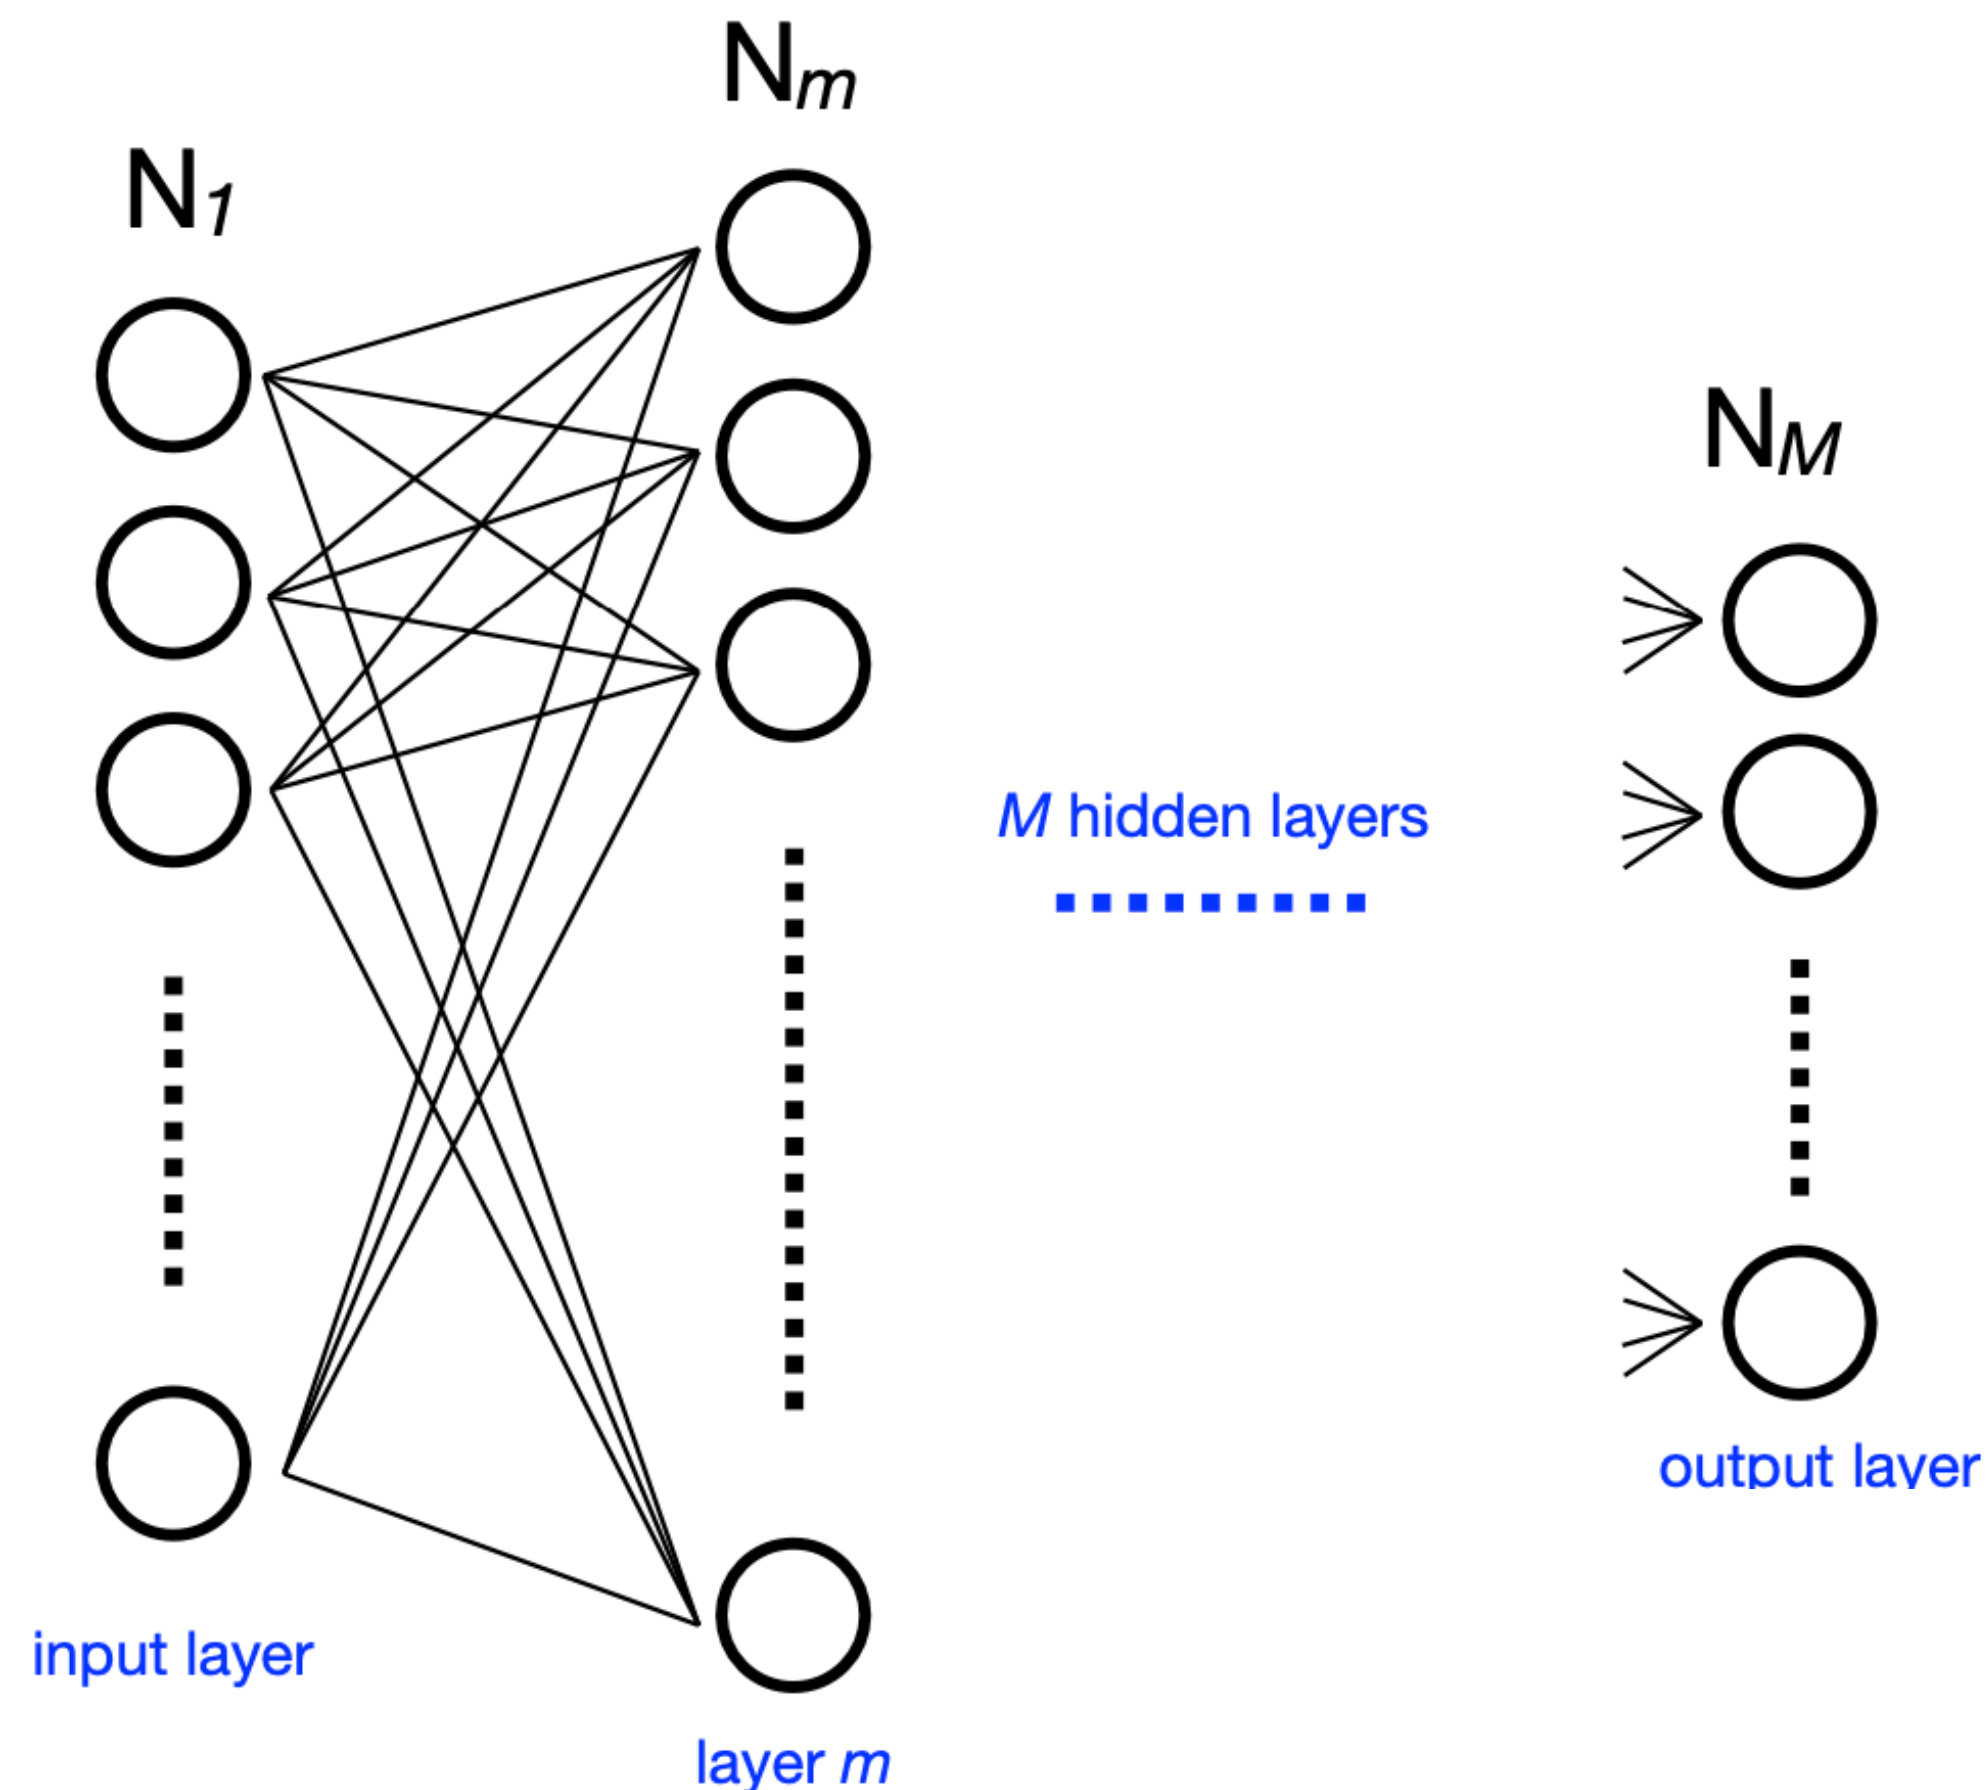 N1
Nm
NM
M hidden layers
input layer
layer m
output layer